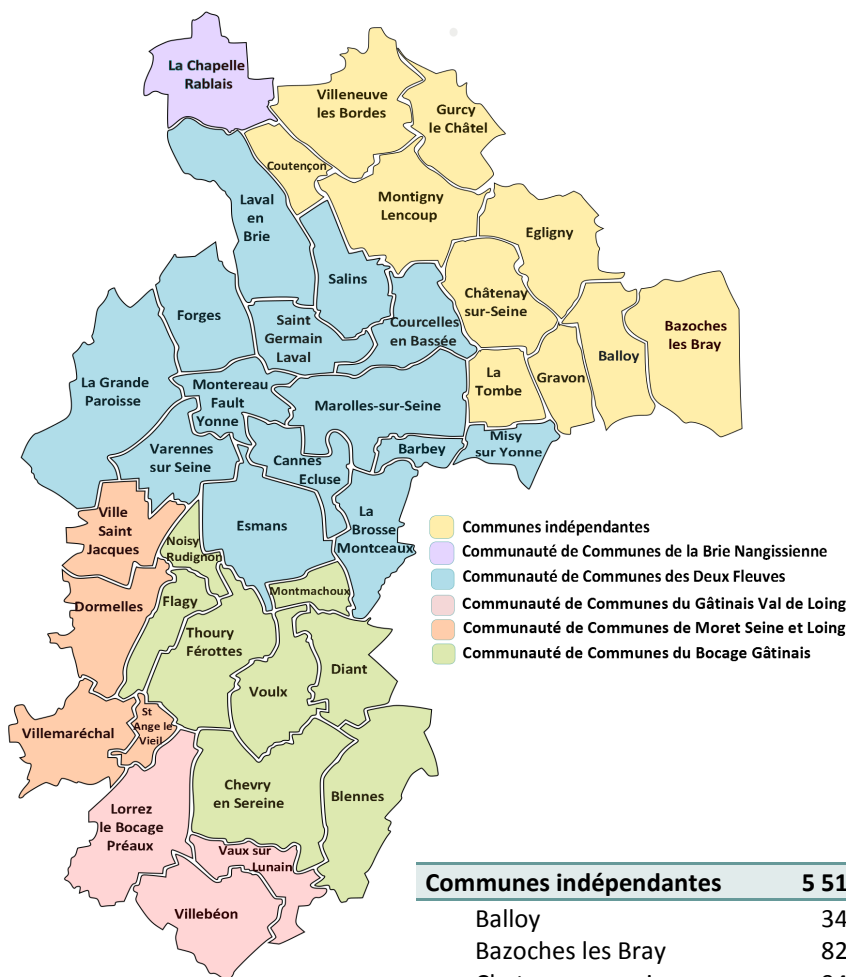 La Chapelle
Rablais
Villeneuve
les Bordes
Gurcy
le Châtel
Coutençon
Montigny
Lencoup
Laval
en
Brie
Egligny
Salins
Châtenay
sur-Seine
Forges
Saint
Germain
Laval
Courcelles
en Bassée
Bazoches
les Bray
Balloy
La Grande
Paroisse
Montereau
Fault
Yonne
Marolles-sur-Seine
La
Tombe
Gravon
Varennes
sur Seine
Cannes
Ecluse
Barbey
Misy
sur Yonne
Ville
Saint
Jacques
Noisy
Rudignon
Esmans
La
Brosse
Montceaux
Communes indépendantes
Communauté de Communes de la Brie Nangissienne
Communauté de Communes des Deux Fleuves
Communauté de Communes du Gâtinais Val de Loing
Communauté de Communes de Moret Seine et Loing
Communauté de Communes du Bocage Gâtinais
Dormelles
Flagy
Montmachoux
Thoury
Férottes
Voulx
Diant
Villemaréchal
St
Ange le
Vieil
Chevry
en Sereine
Blennes
Lorrez
le Bocage
Préaux
Vaux sur
Lunain
Villebéon
Communes indépendantes 5 51
Balloy 34
Bazoches les Bray 82